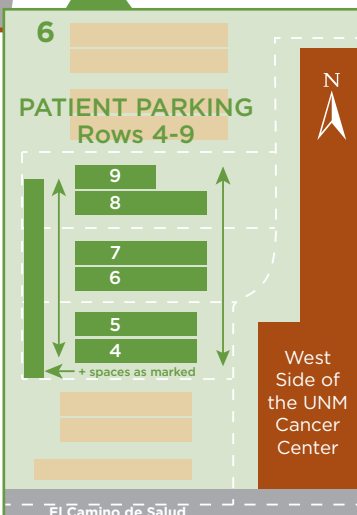 6
PATIENT PARKING
Rows 4-9
N
9
8
7
6
5
4
+ spaces as marked
West
Side of
the UNM
Cancer
Center
El Camino de Salud